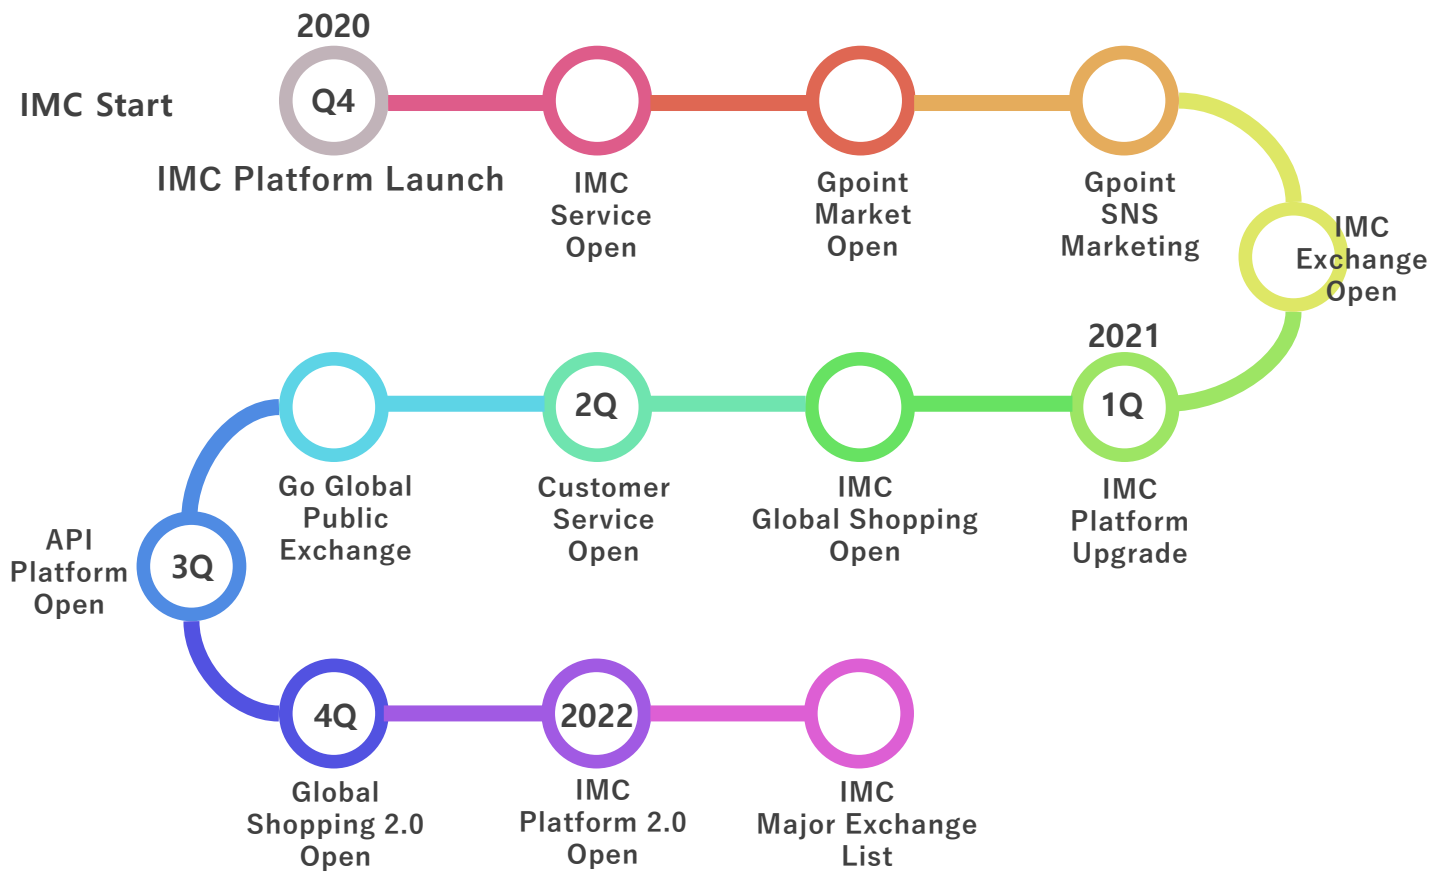 2020
IMC Start
Q4
IMC Platform Launch
IMC
Service
Open
Gpoint
Market
Open
Gpoint
SNS
Marketing
IMC
Exchange
Open
2021
1Q
IMC
Platform
Upgrade
IMC
Global Shopping
Open
2Q
Customer
Service
Open
Go Global
Public
Exchange
3Q
API
Platform
Open
4Q
Global
Shopping 2.0
Open
2022
IMC
Platform 2.0
Open
IMC
Major Exchange
List